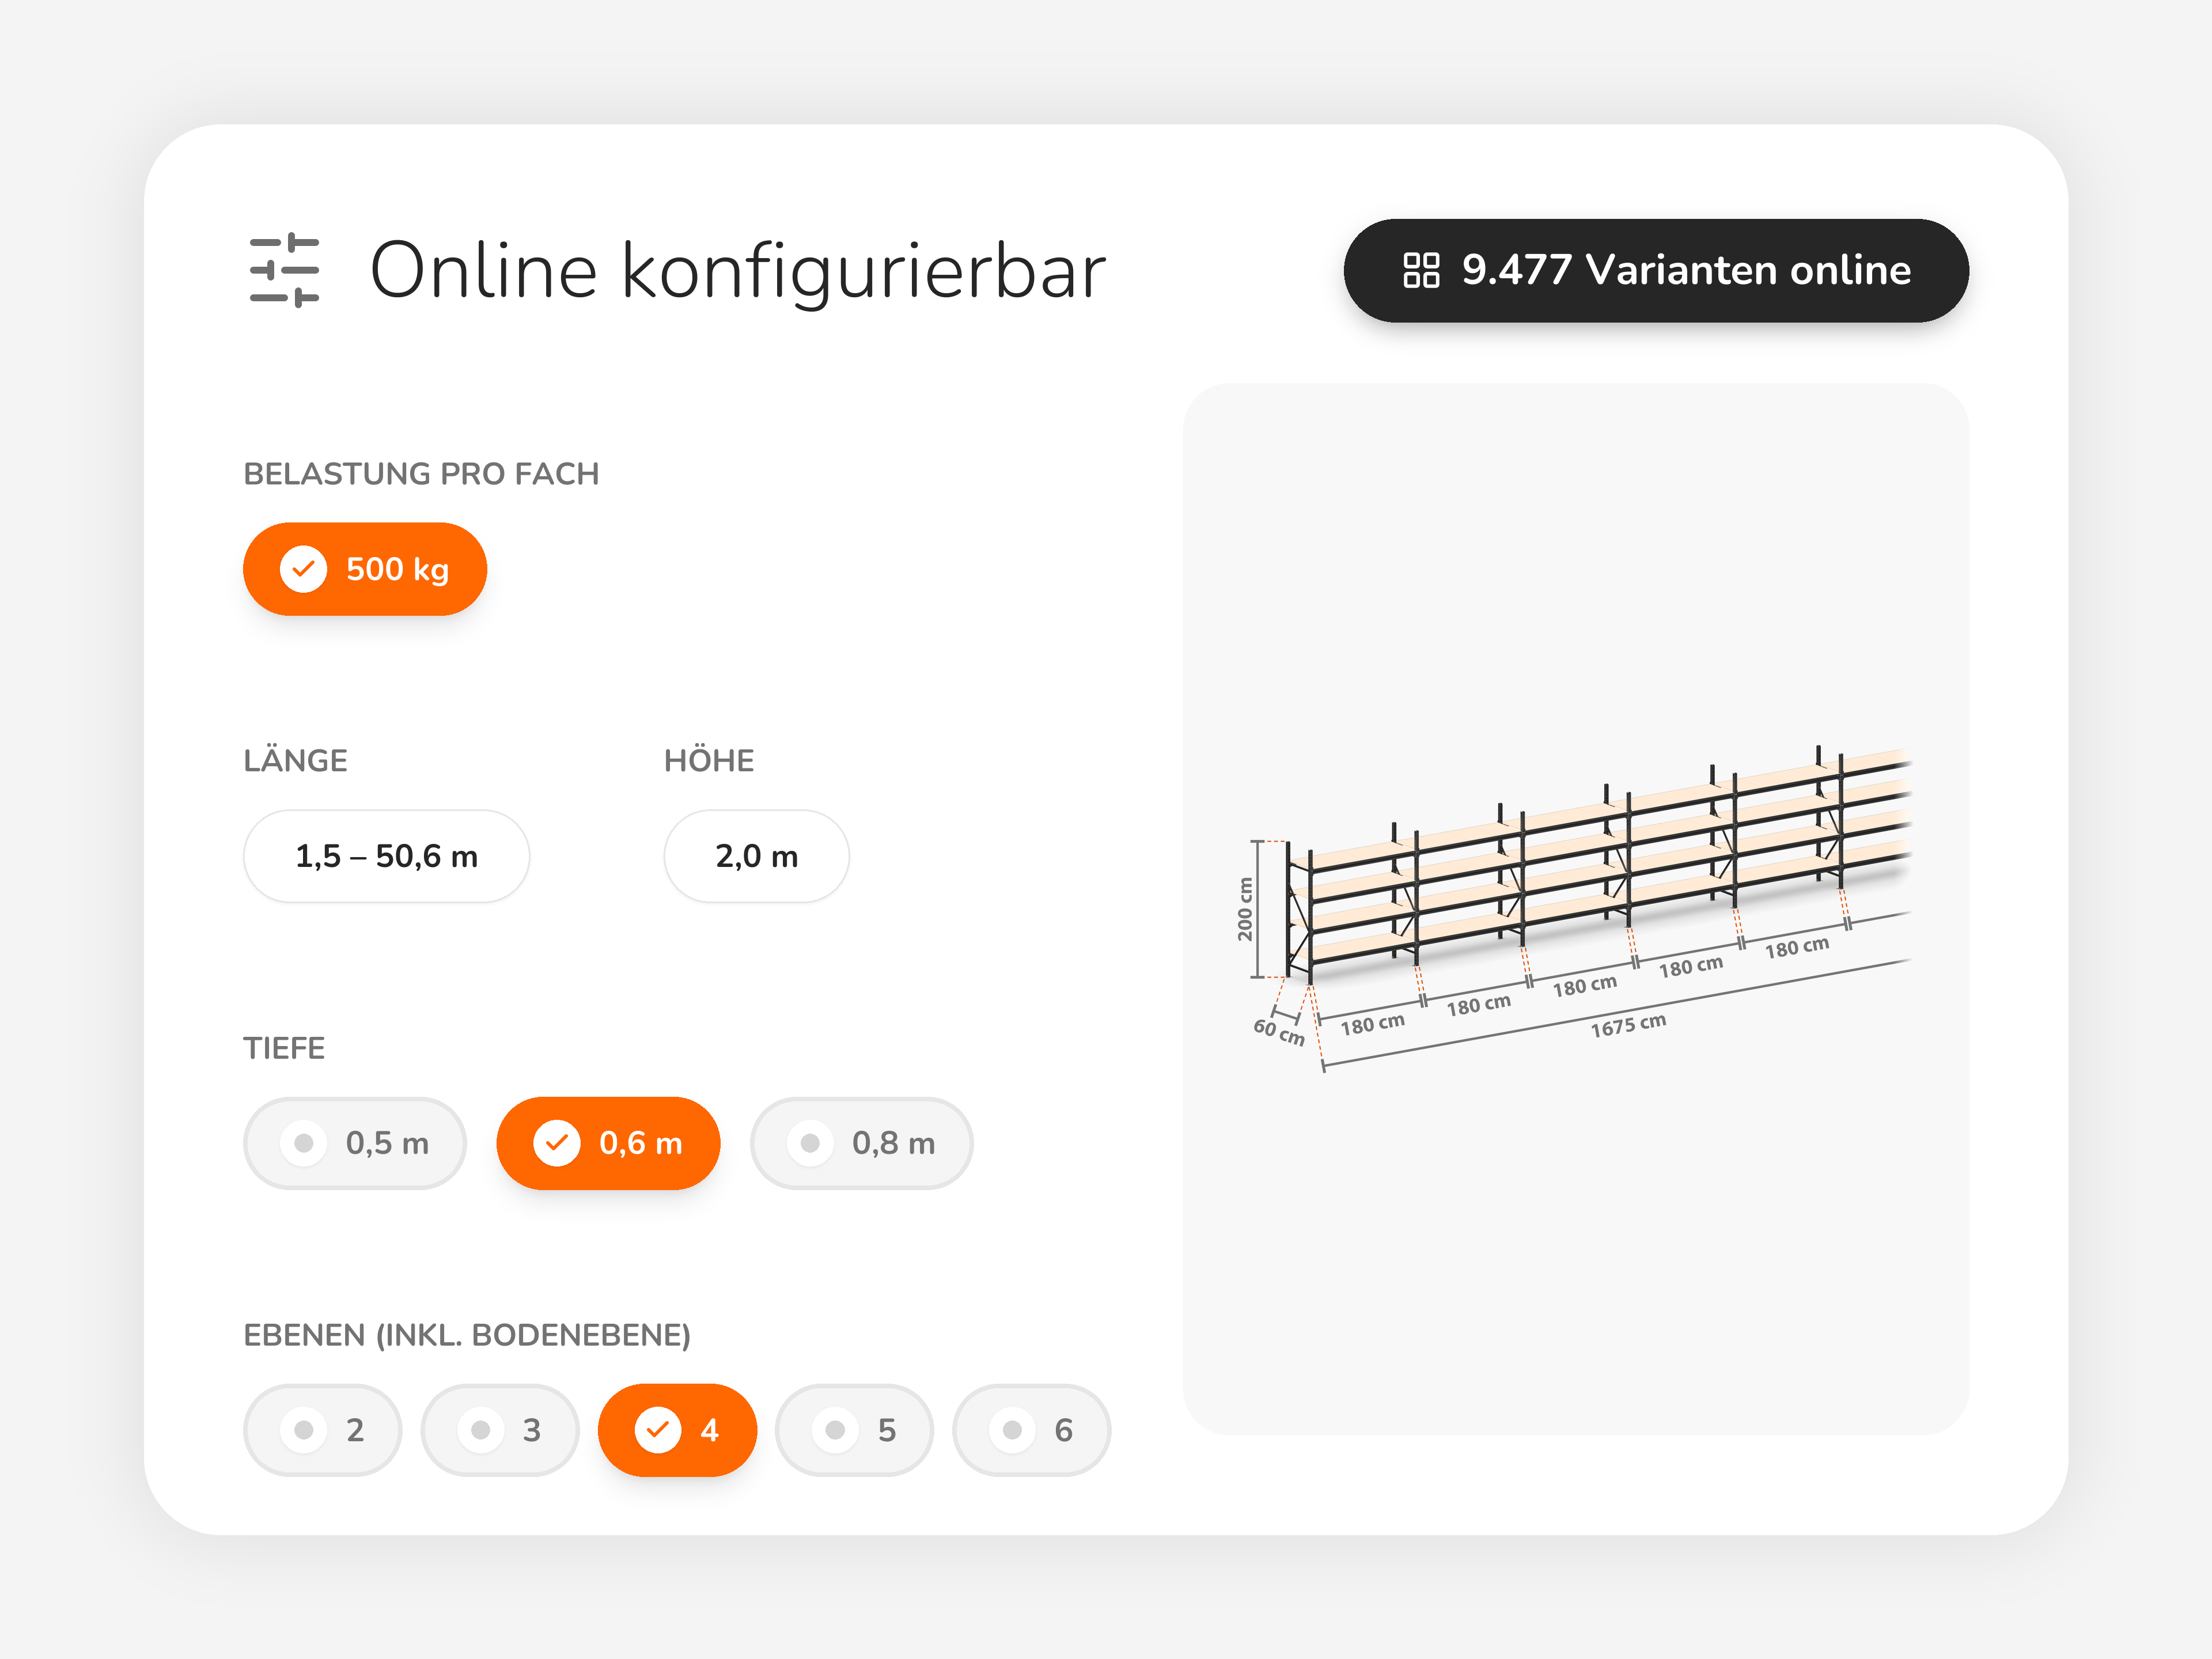 Online konfigurierbar
9.477 Varianten online
BELASTUNG PRO FACH
500 kg
LÄNGE
HÖHE
1,5 – 50,6 m
2,0 m
TIEFE
0,5 m
0,6 m
0,8 m
EBENEN (INKL. BODENEBENE)
2
3
4
5
6
200 cm
60 cm
180 cm
180 cm
180 cm
180 cm
180 cm
1675 cm